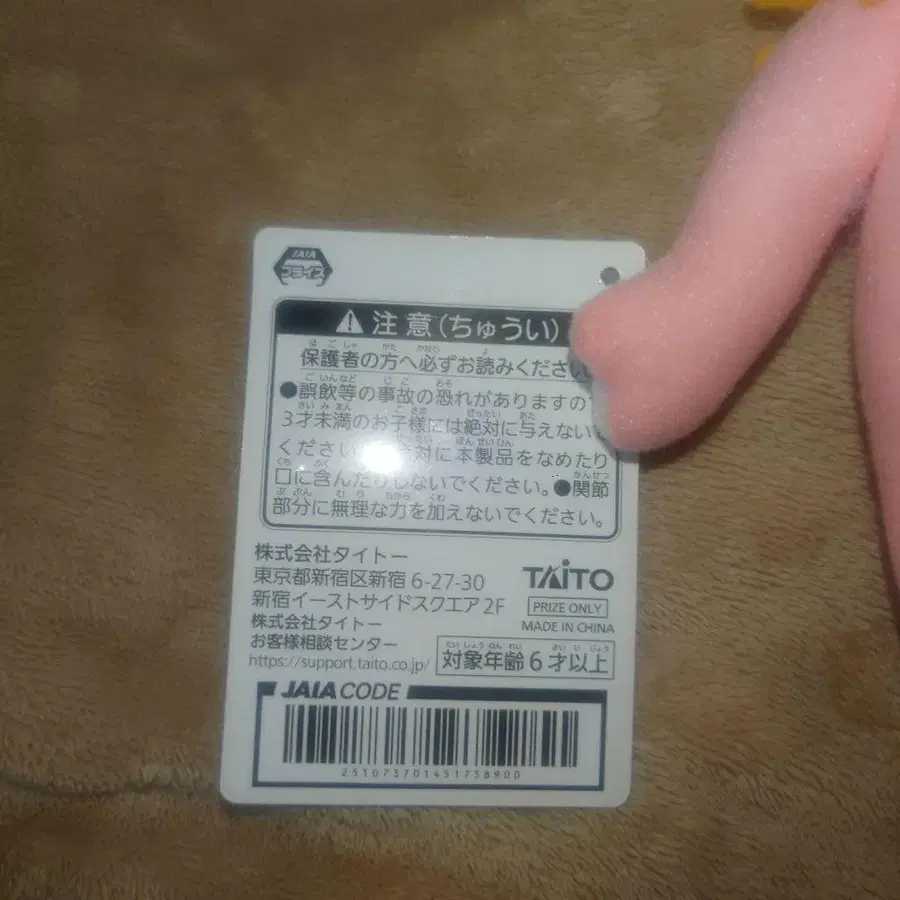 JAIA
プライズ
注意(ちゅうい)
保護者の方へ必ずお読みください
●誤飲等の事故の恐れがありますの
3才未満のお子様には絶対に与えない
ください 対に本製品をなめたり
口に含んだりしないでください。●関節
部分に無理な力を加えないでください。
株式会社タイトー
東京都新宿区新宿 6-27-30
新宿イーストサイドスクエア 2F
株式会社タイトー
お客様相談センター
https://support.taito.co.jp/
TAITO
PRIZE ONLY
MADE IN CHINA
対象年齢 6 才以上
JAIA CODE
251073701451758900